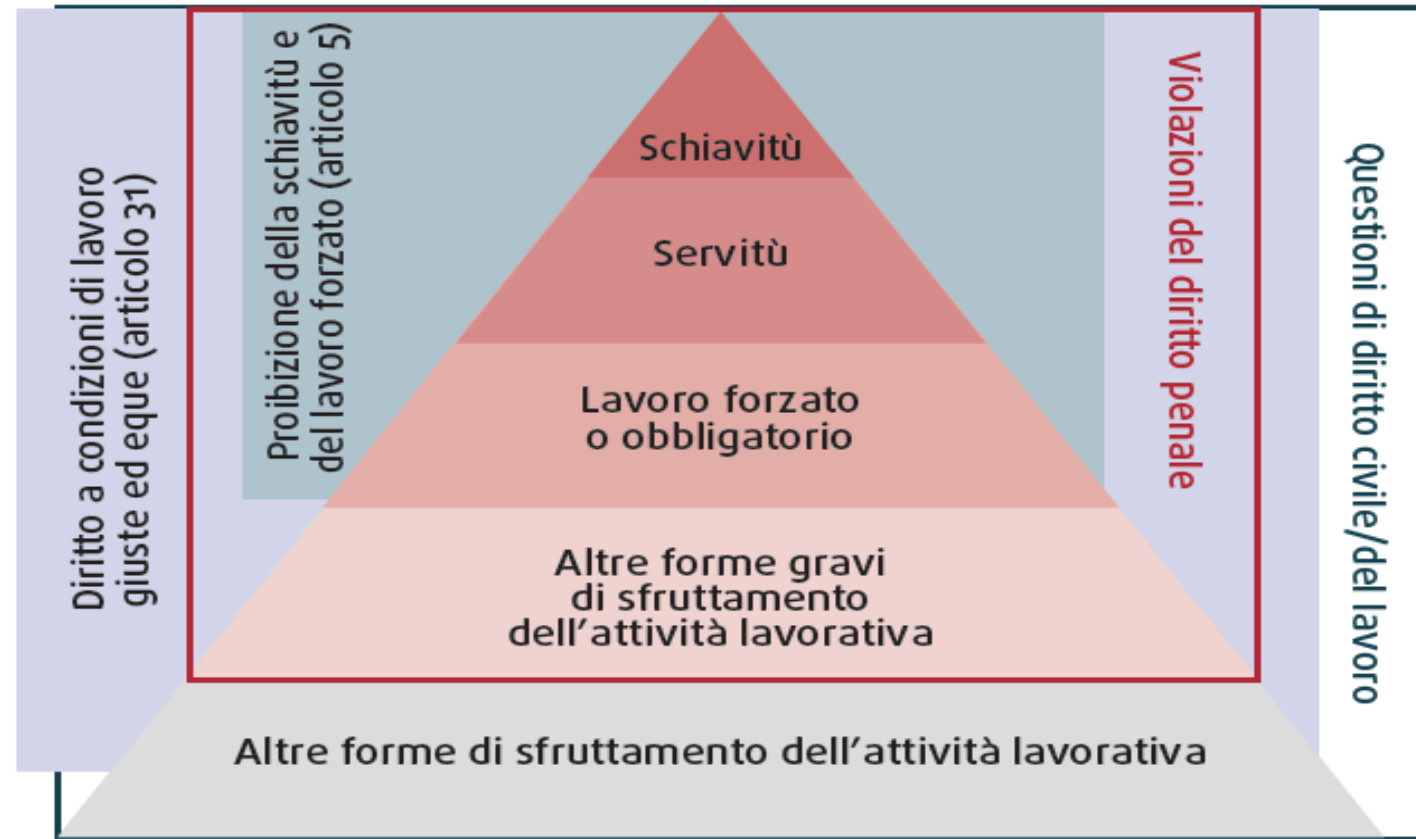 Diritto a condizioni di lavoro
giuste ed eque (articolo 31)
Proibizione della schiavitù e
del lavoro forzato (articolo 5)
Schiavitù
Servitù
Lavoro forzato
o obbligatorio
Altre forme gravi
di sfruttamento
dell'attività lavorativa
Altre forme di sfruttamento dell'attività lavorativa
Violazioni del diritto penale
Questioni di diritto civile/del lavoro